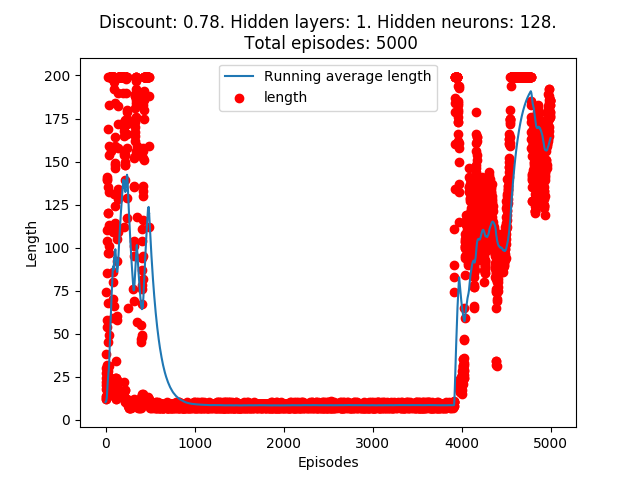 Discount: 0.78. Hidden layers: 1. Hidden neurons: 128.
Total episodes: 5000
Running average length
length
200
175
150
125
100
75
50
25
0
Length
0 1000 2000 3000 4000 5000
Episodes